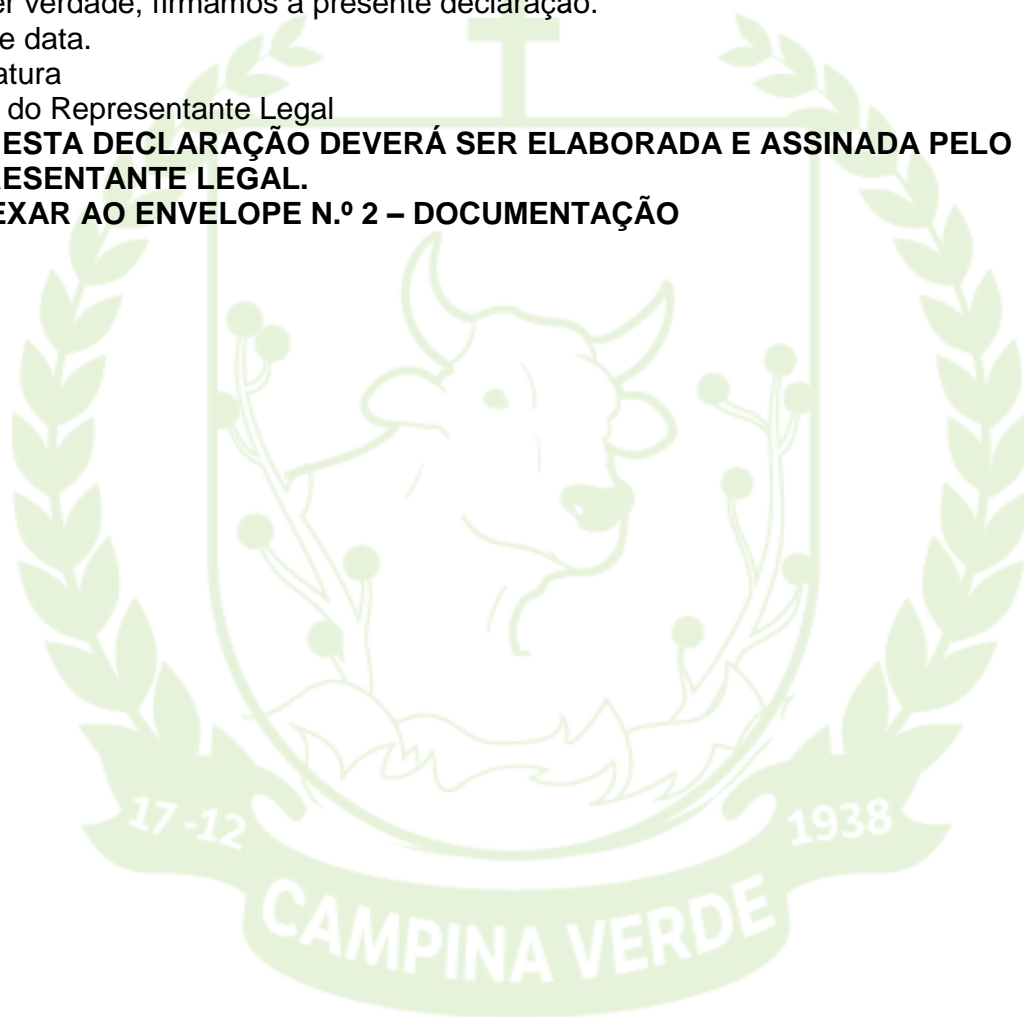 er verdade, firmamos a presente declaração.
e data.
atura
do Representante Legal
ESTA DECLARAÇÃO DEVERÁ SER ELABORADA E ASSINADA PELO
RESENTANTE LEGAL.
EXAR AO ENVELOPE N.º 2 – DOCUMENTAÇÃO
17-12
1938
CAMPINA VERDE